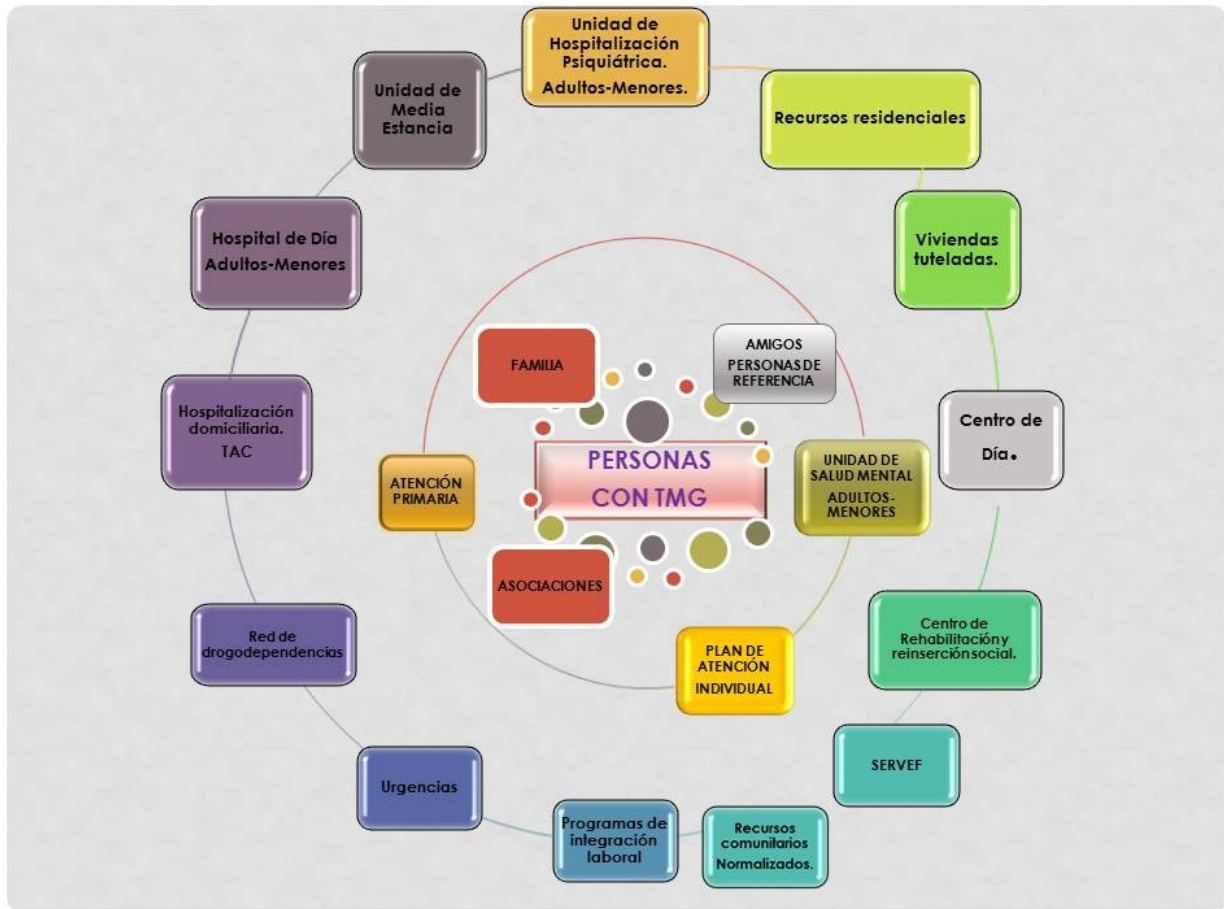 Unidad de
Hospitalización
Psiquiátrica.
Adultos-Menores.
Unidad de
Media
Estancia
Recursos residenciales
Hospital de Día
Adultos-Menores
Viviendas
tuteladas.
FAMILIA
AMIGOS
PERSONAS DE
REFERENCIA
Hospitalización
domiciliaria.
TAC
ATENCIÓN
PRIMARIA
PERSONAS
CON TMG
UNIDAD DE
SALUD MENTAL
ADULTOS-
MENORES
Centro de
Día.
ASOCIACIONES
Red de
drogodependencias
PLAN DE
ATENCIÓN
INDIVIDUAL
Centro de
Rehabilitación y
reinserción social.
Urgencias
SERVEF
Programas de
integración
laboral
Recursos
comunitarios
Normalizados.